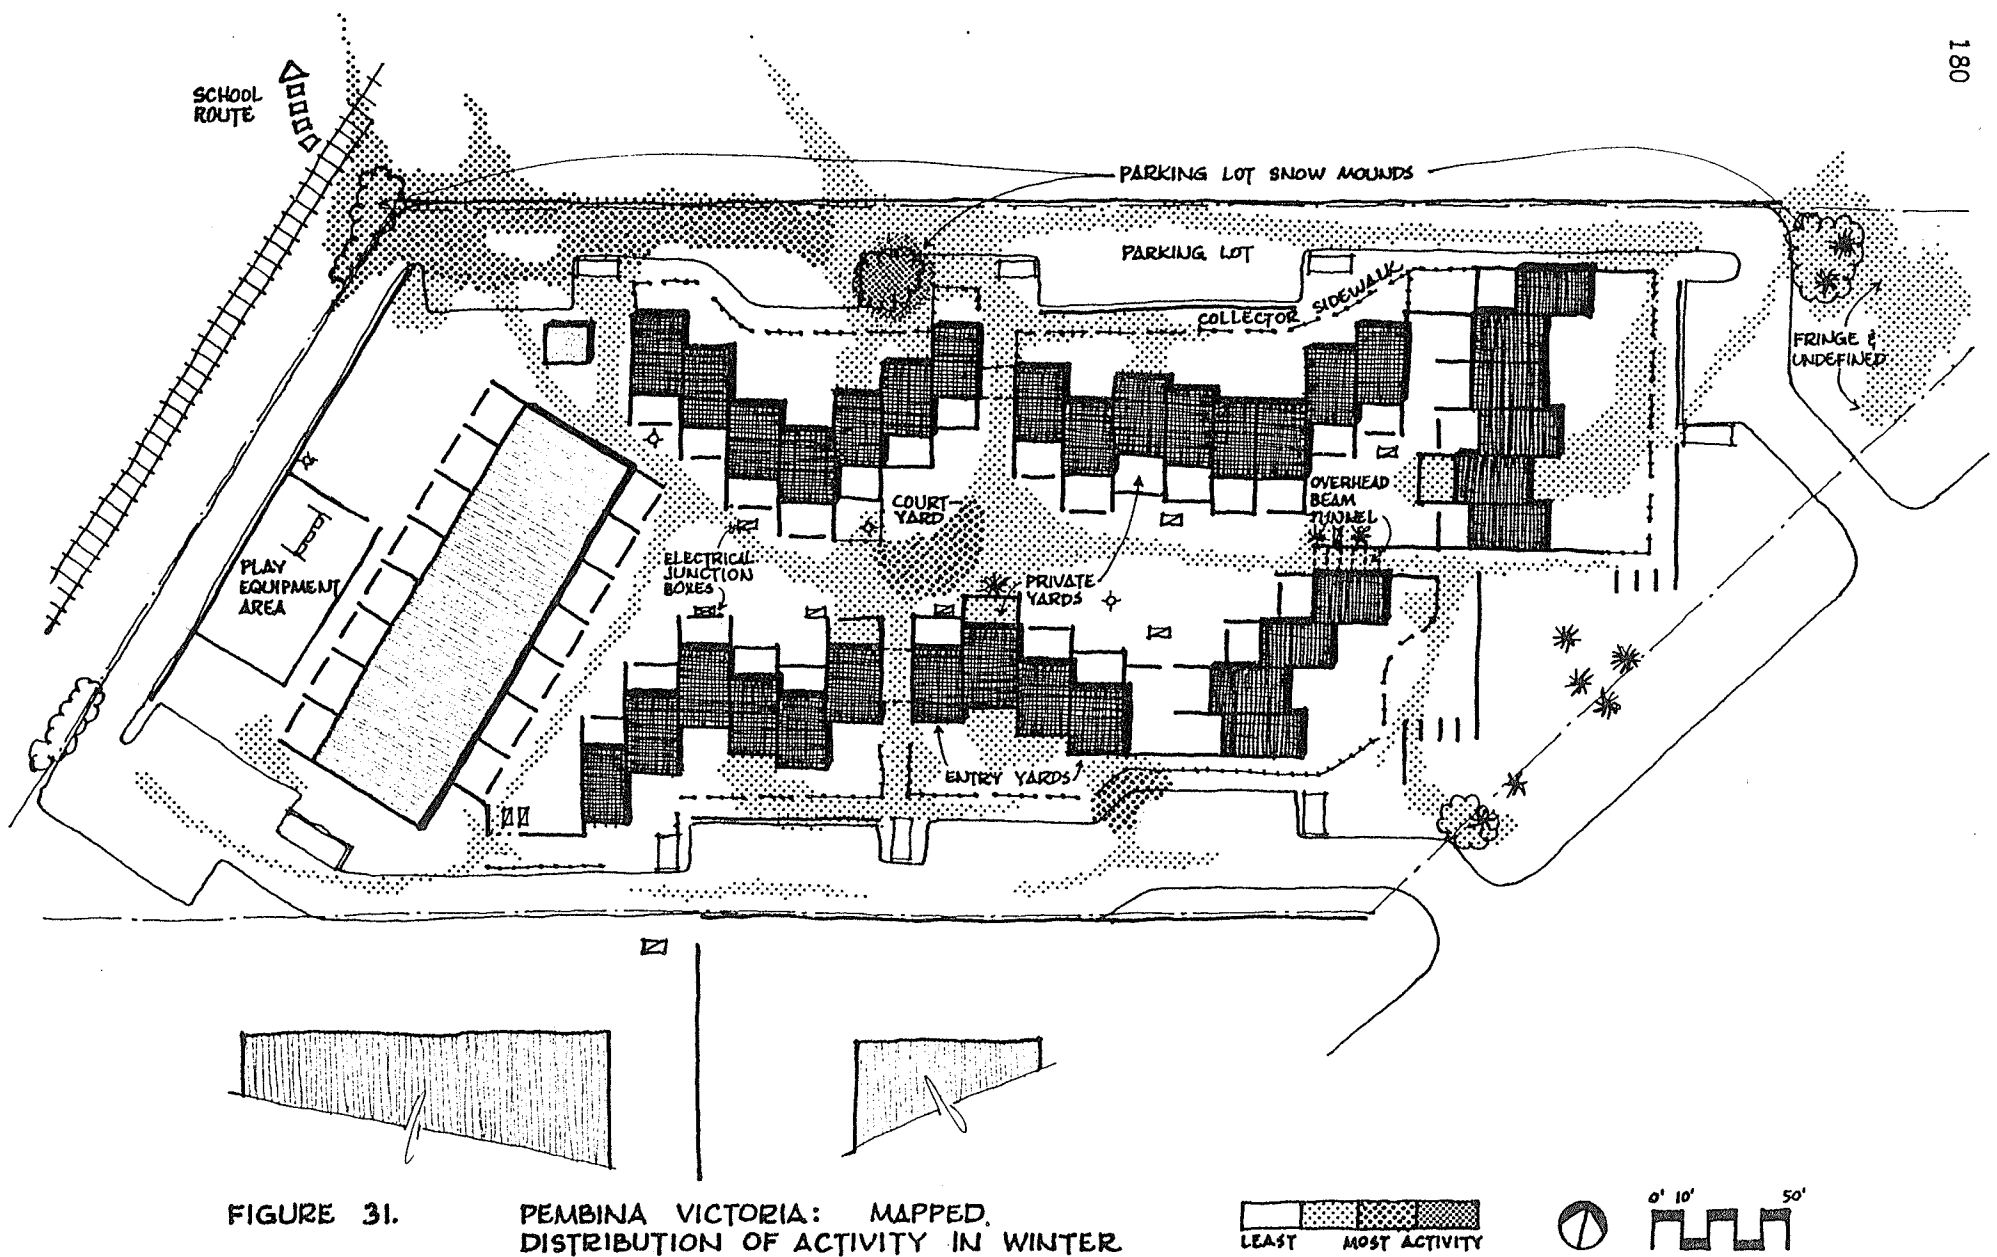 180
SCHOOL
ROUTE
PARKING LOT SNOW MOUNDS
PARKING LOT
COLLECTOR SIDEWALK
FRINGE &
UNDEFINED
COURT-
YARD
OVERHEAD
BEAM
TUNNEL
ELECTRICAL
JUNCTION
BOXES
PRIVATE
YARDS
PLAY
EQUIPMENT
AREA
ENTRY YARDS
FIGURE 31.
PEMBINA VICTORIA: MAPPED
DISTRIBUTION OF ACTIVITY IN WINTER
LEAST MOST ACTIVITY
0' 10' 50'